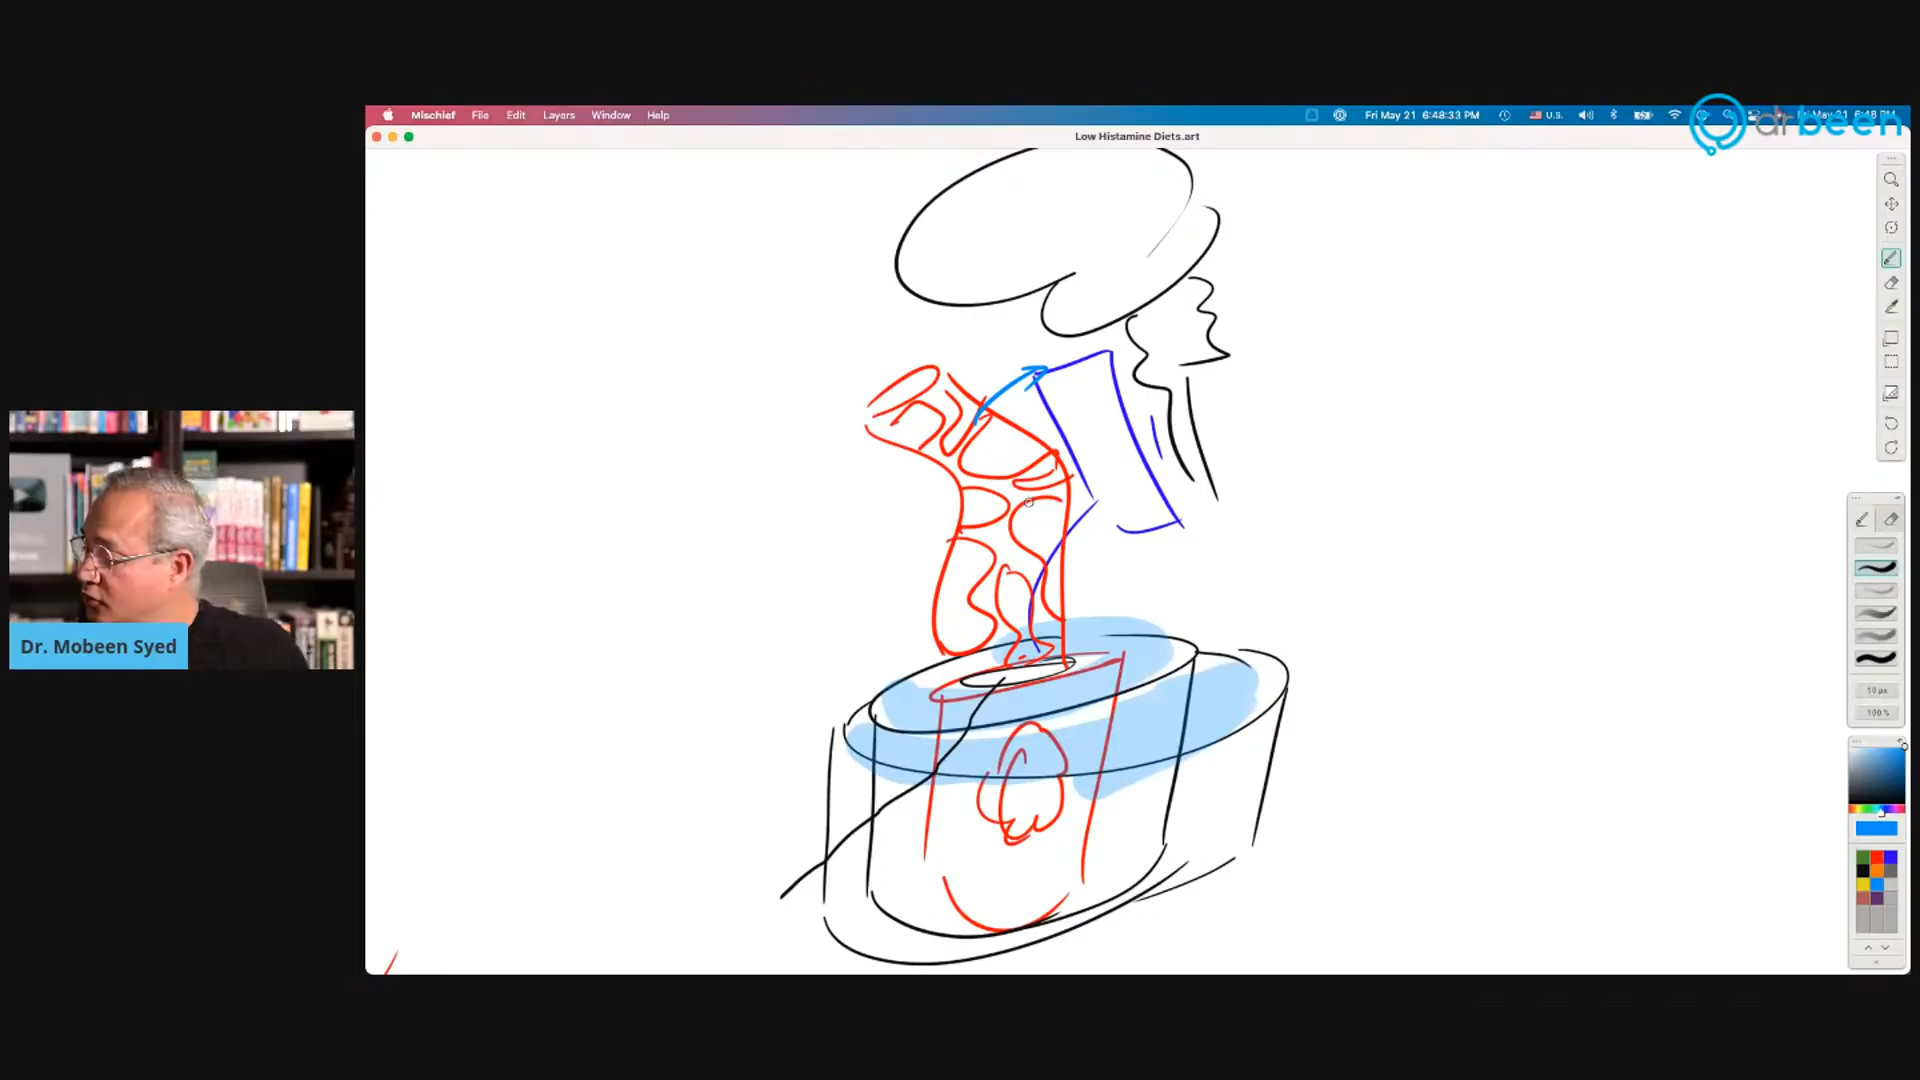 Mischief File Edit Layers Window Help
Fri May 21 6:48:33 PM U.S.
drbeen
Low Histamine Diets.art
10 px
100 %
Dr. Mobeen Syed